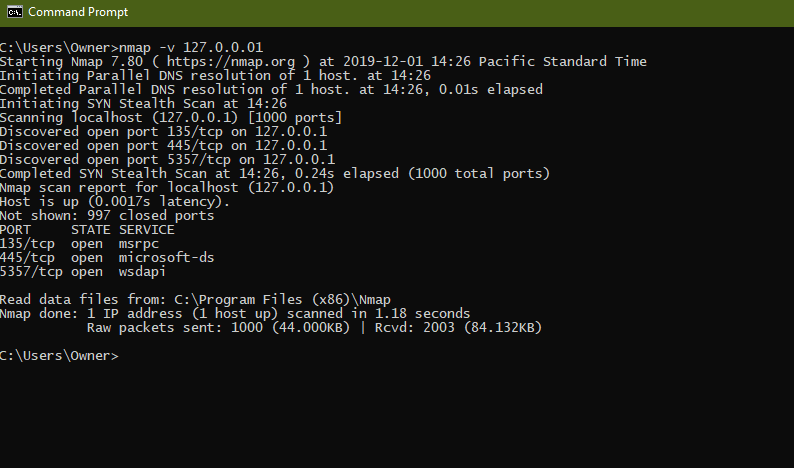 Command Prompt
C:\Users\Owner>nmap -v 127.0.0.01
Starting Nmap 7.80 ( https://nmap.org ) at 2019-12-01 14:26 Pacific Standard Time
Initiating Parallel DNS resolution of 1 host. at 14:26
Completed Parallel DNS resolution of 1 host. at 14:26, 0.01s elapsed
Initiating SYN Stealth Scan at 14:26
Scanning localhost (127.0.0.1) [1000 ports]
Discovered open port 135/tcp on 127.0.0.1
Discovered open port 445/tcp on 127.0.0.1
Discovered open port 5357/tcp on 127.0.0.1
Completed SYN Stealth Scan at 14:26, 0.24s elapsed (1000 total ports)
Nmap scan report for localhost (127.0.0.1)
Host is up (0.0017s latency).
Not shown: 997 closed ports
PORT     STATE SERVICE
135/tcp  open  msrpc
445/tcp  open  microsoft-ds
5357/tcp open  wsdapi
Read data files from: C:\Program Files (x86)\Nmap
Nmap done: 1 IP address (1 host up) scanned in 1.18 seconds
           Raw packets sent: 1000 (44.000KB) | Rcvd: 2003 (84.132KB)
C:\Users\Owner>